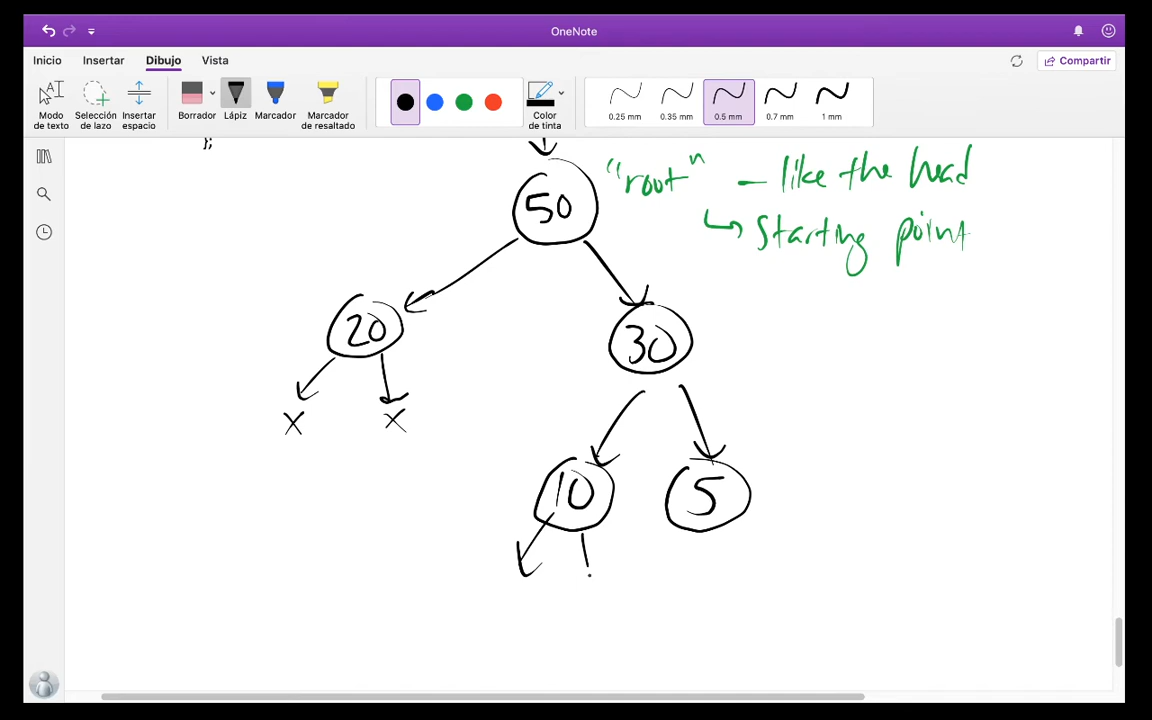 OneNote
Inicio Insertar Dibujo Vista
Compartir
Modo de texto
Selección de lazo
Insertar espacio
Borrador
Lápiz
Marcador
Marcador de resaltado
Color de tinta
0.25 mm
0.35 mm
0.5 mm
0.7 mm
1 mm
};
"root" - like the head
↳ Starting point
50
20
30
X X
10
5